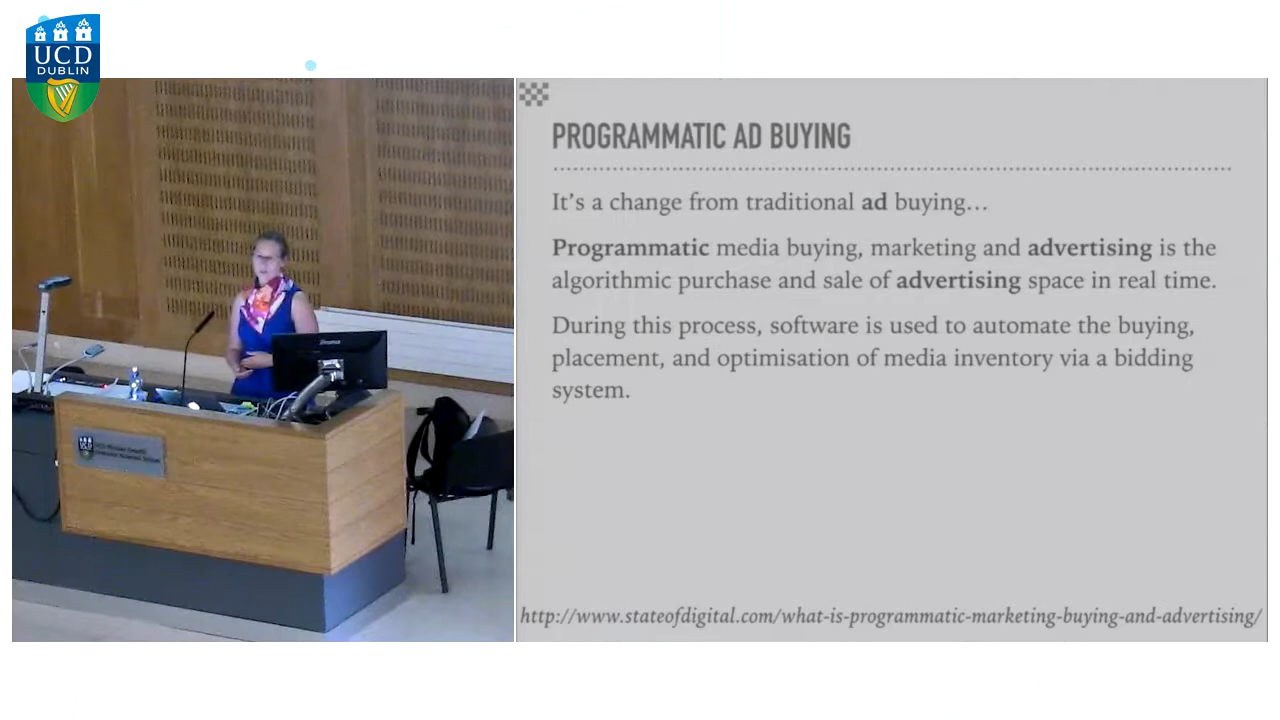 UCD
DUBLIN
PROGRAMMATIC AD BUYING
It's a change from traditional ad buying…
Programmatic media buying, marketing and advertising is the
algorithmic purchase and sale of advertising space in real time.
During this process, software is used to automate the buying,
placement, and optimisation of media inventory via a bidding
system.
http://www.stateofdigital.com/what-is-programmatic-marketing-buying-and-advertising/